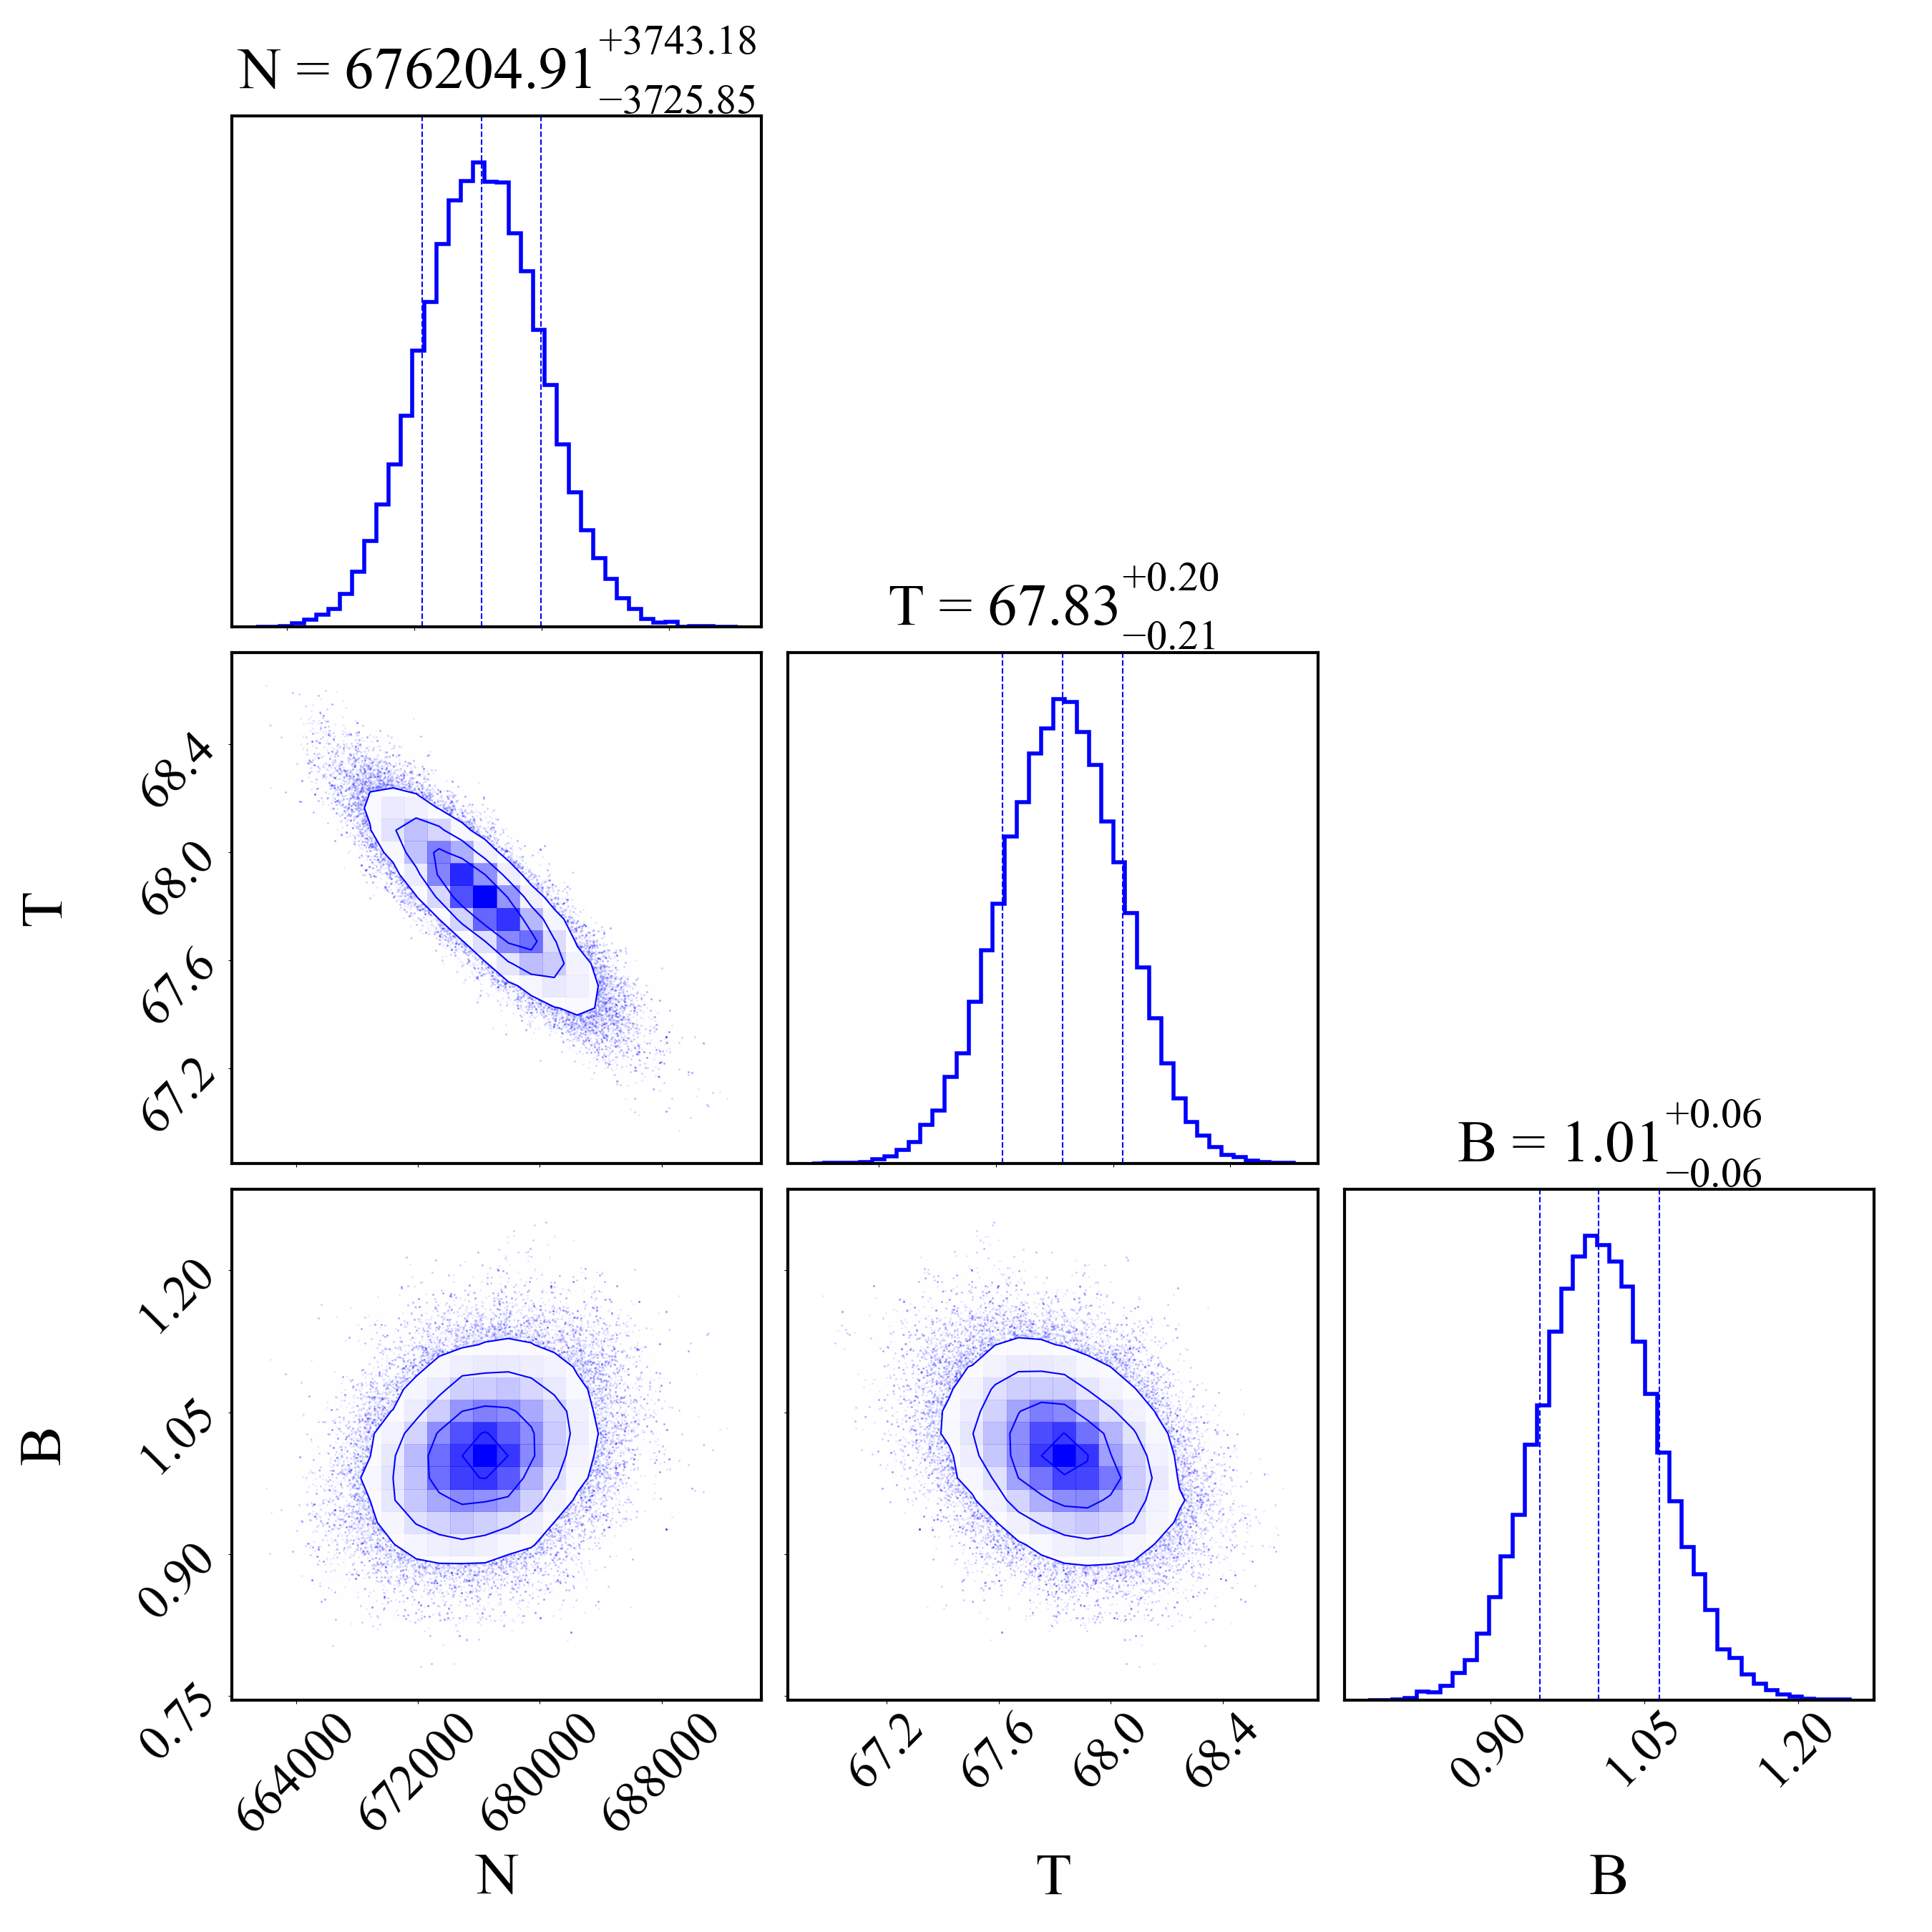 N = 676204.91 +3743.18 −3725.85
T = 67.83 +0.20 −0.21
68.4
68.0
67.6
67.2
T
B = 1.01 +0.06 −0.06
1.20
1.05
0.90
0.75
B
664000 672000 680000 688000
67.2 67.6 68.0 68.4
0.90 1.05 1.20
N T B